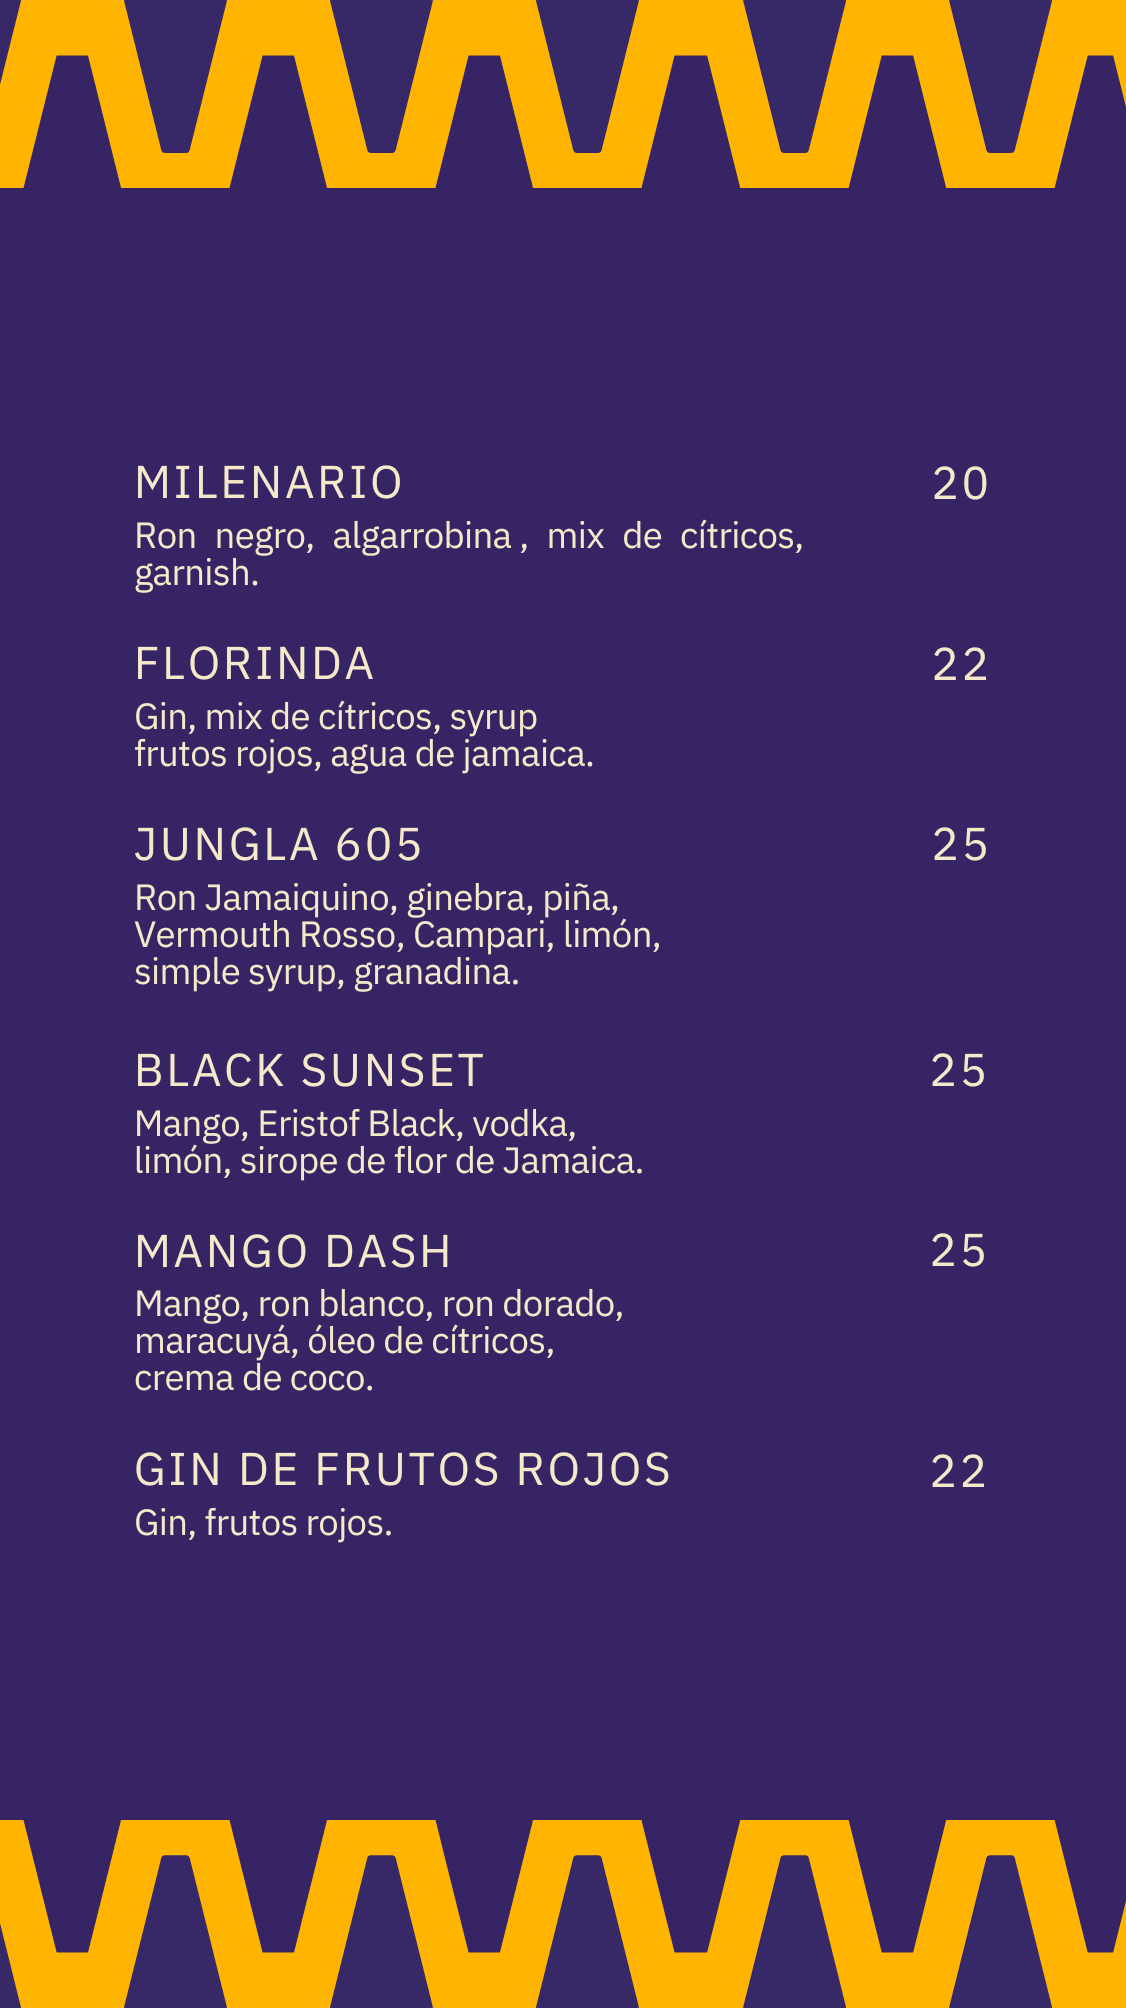 MILENARIO 20
Ron negro, algarrobina , mix de cítricos,
garnish.
FLORINDA 22
Gin, mix de cítricos, syrup
frutos rojos, agua de jamaica.
JUNGLA 605 25
Ron Jamaiquino, ginebra, piña,
Vermouth Rosso, Campari, limón,
simple syrup, granadina.
BLACK SUNSET 25
Mango, Eristof Black, vodka,
limón, sirope de flor de Jamaica.
MANGO DASH 25
Mango, ron blanco, ron dorado,
maracuyá, óleo de cítricos,
crema de coco.
GIN DE FRUTOS ROJOS 22
Gin, frutos rojos.